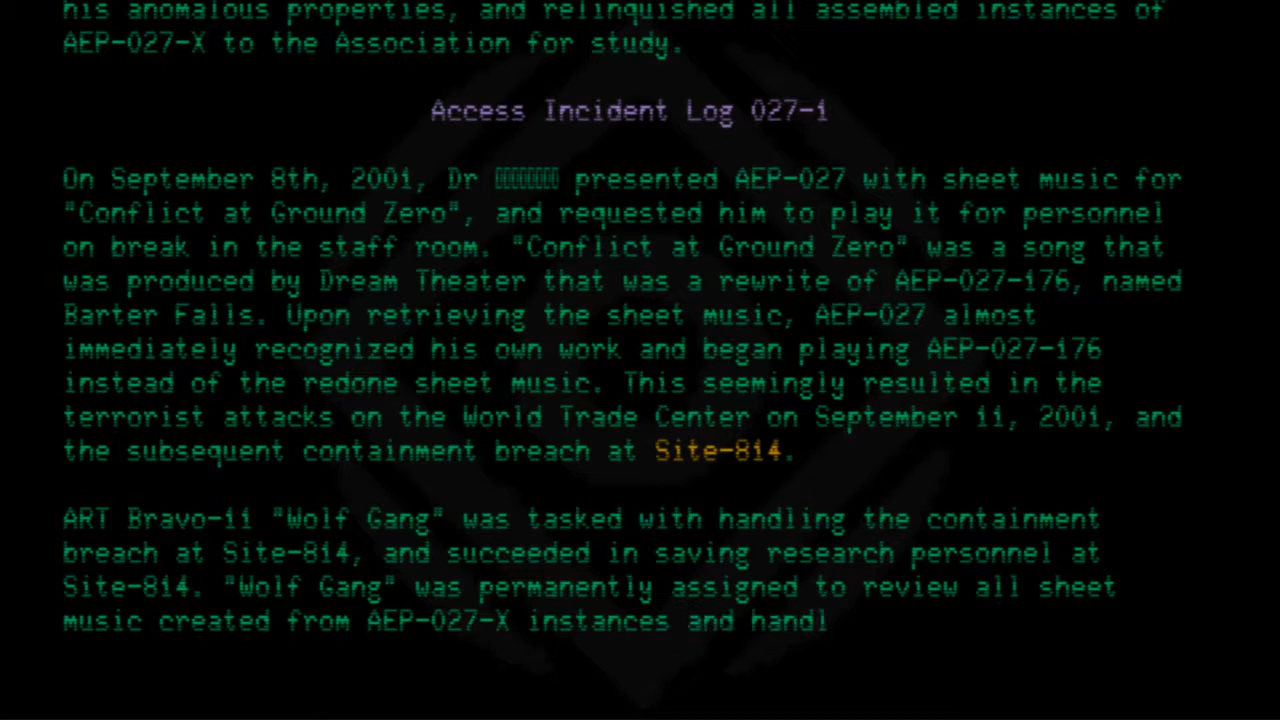 his anomalous properties, and relinquished all assembled instances of
AEP-027-X to the Association for study.
Access Incident Log 027-1
On September 8th, 2001, Dr ▯▯▯▯▯▯▯▯ presented AEP-027 with sheet music for
"Conflict at Ground Zero", and requested him to play it for personnel
on break in the staff room. "Conflict at Ground Zero" was a song that
was produced by Dream Theater that was a rewrite of AEP-027-176, named
Barter Falls. Upon retrieving the sheet music, AEP-027 almost
immediately recognized his own work and began playing AEP-027-176
instead of the redone sheet music. This seemingly resulted in the
terrorist attacks on the World Trade Center on September 11, 2001, and
the subsequent containment breach at Site-814.
ART Bravo-11 "Wolf Gang" was tasked with handling the containment
breach at Site-814, and succeeded in saving research personnel at
Site-814. "Wolf Gang" was permanently assigned to review all sheet
music created from AEP-027-X instances and handl